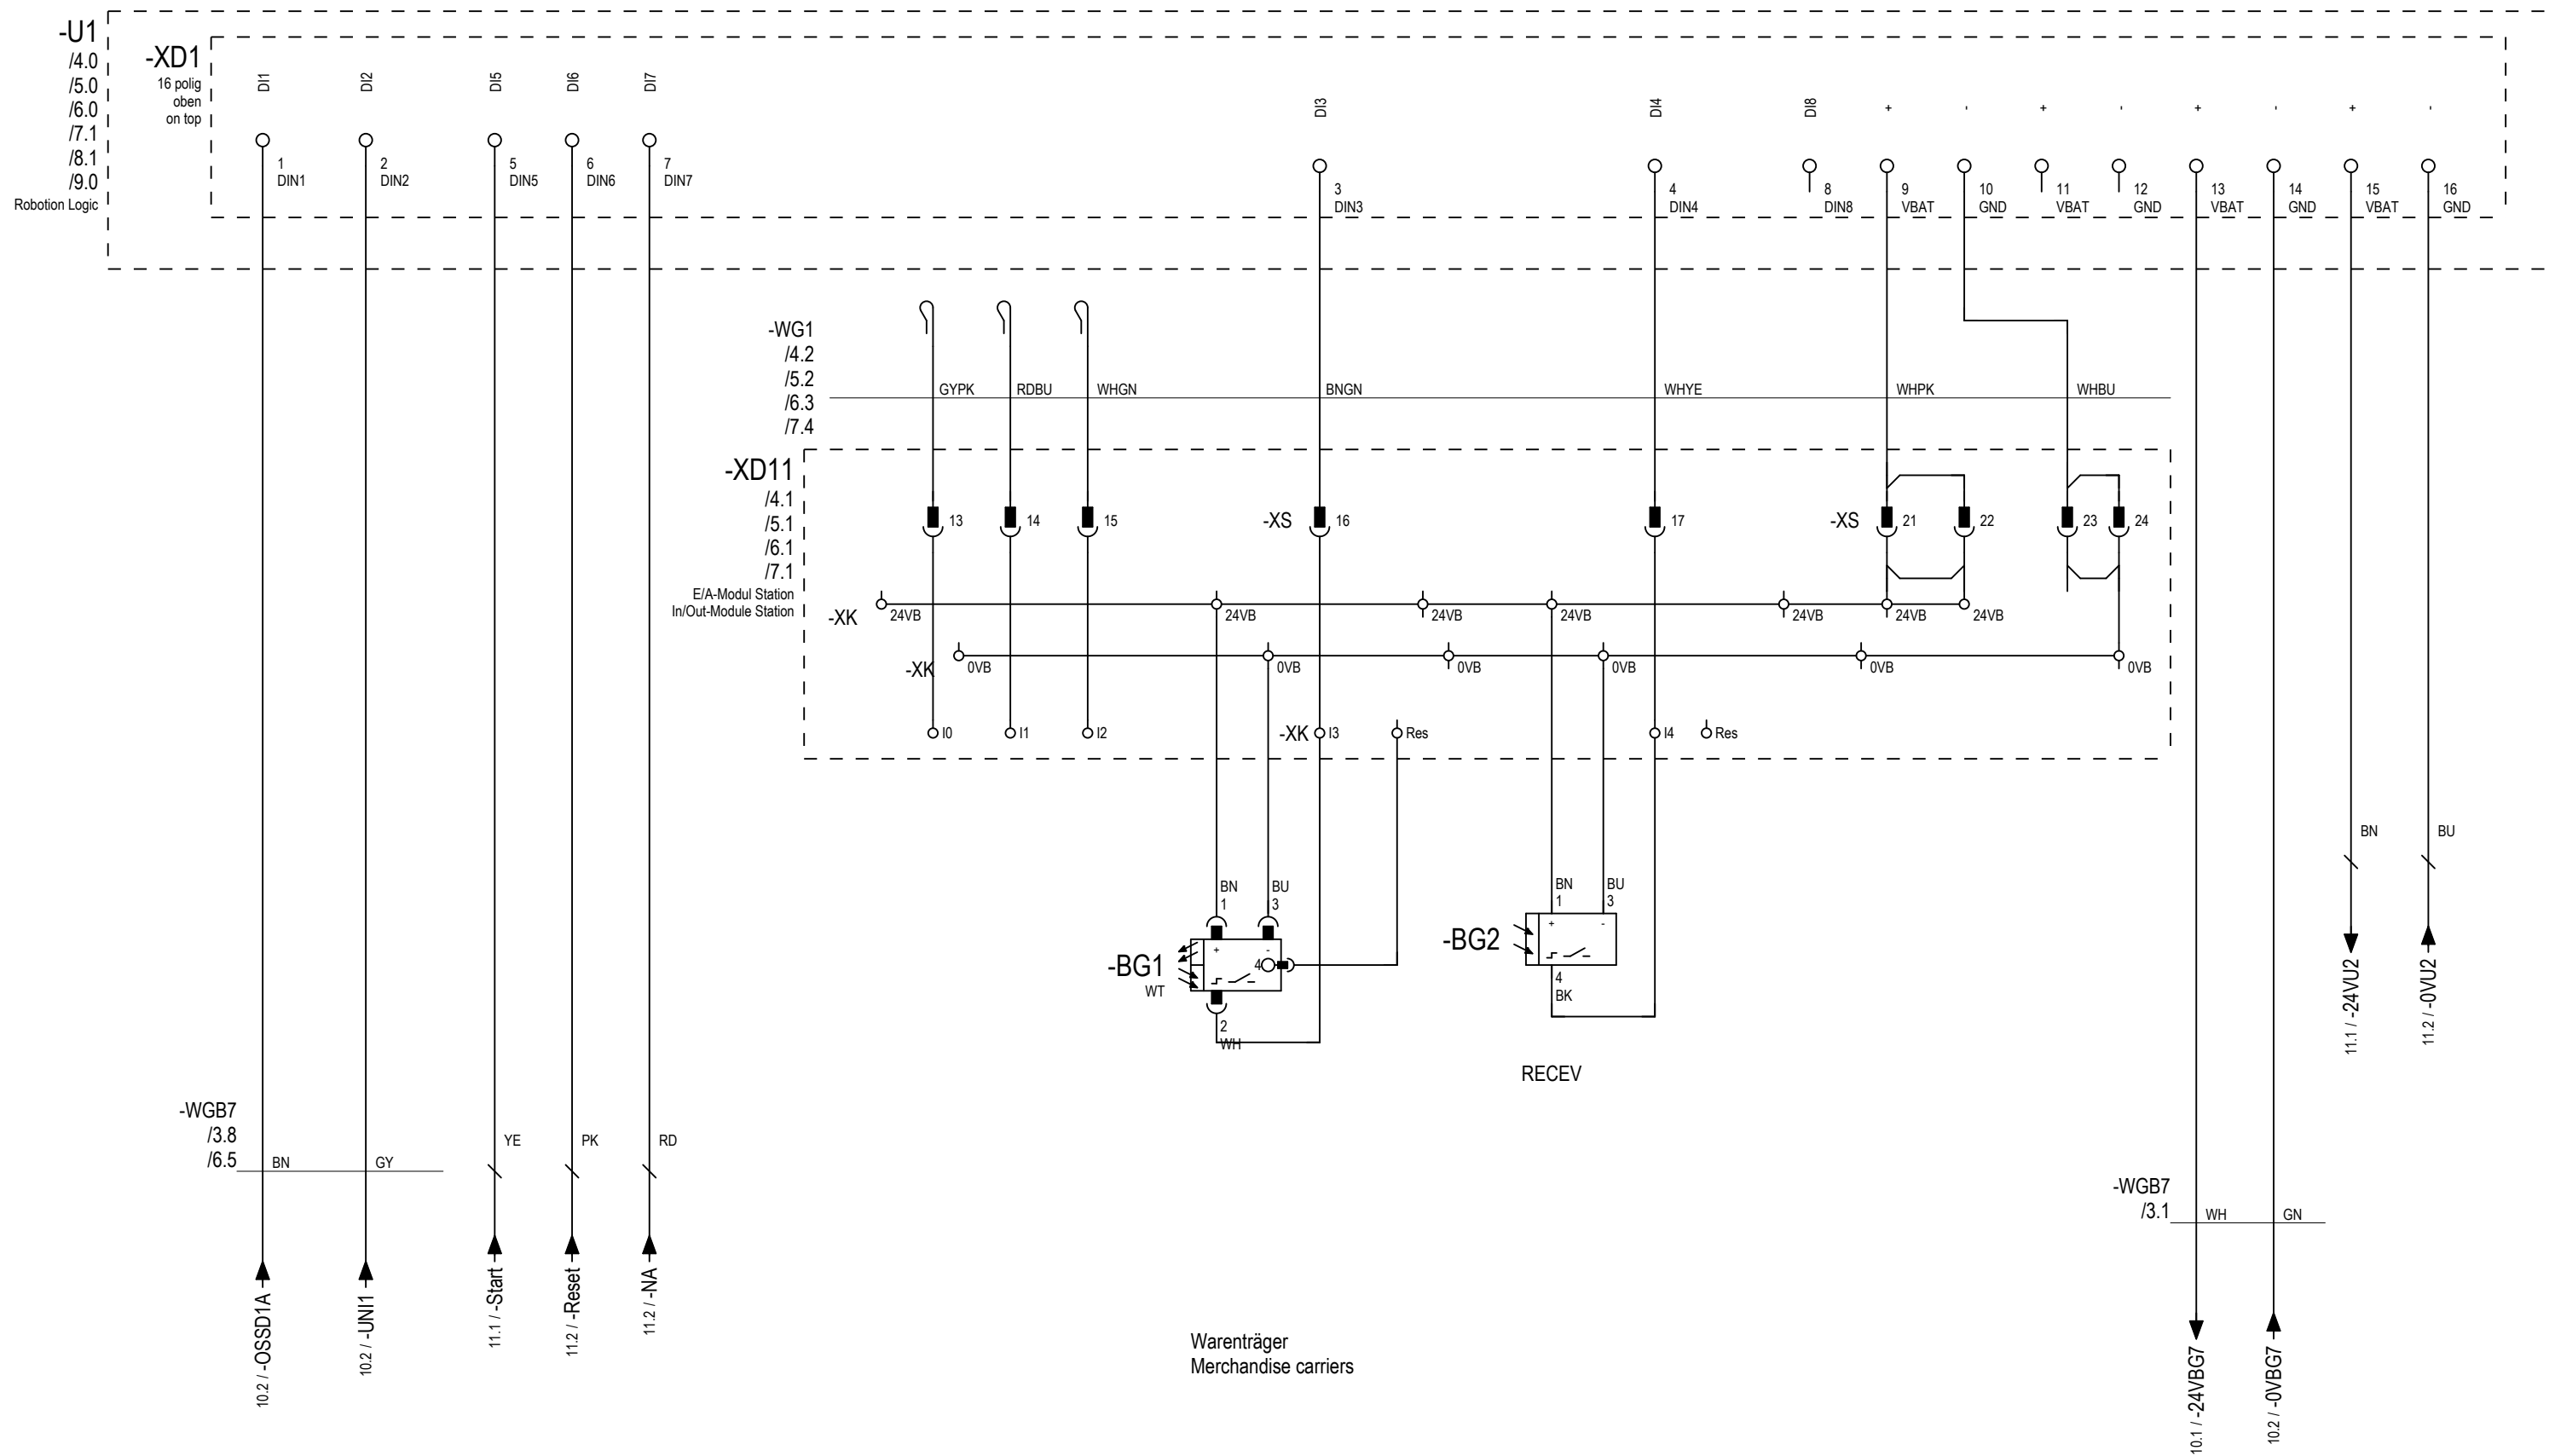 -U1
/4.0
/5.0
/6.0
/7.1
/8.1
/9.0
Robotion Logic
-XD1
16 polig
oben
on top
DI1
DI2
DI5
DI6
DI7
DI3
DI4
DI8
+
-
+
-
+
-
+
-
1
DIN1
2
DIN2
5
DIN5
6
DIN6
7
DIN7
3
DIN3
4
DIN4
8
DIN8
9
VBAT
10
GND
11
VBAT
12
GND
13
VBAT
14
GND
15
VBAT
16
GND
-WG1
/4.2
/5.2
/6.3
/7.4
GYPK
RDBU
WHGN
BNGN
WHYE
WHPK
WHBU
-XD11
/4.1
/5.1
/6.1
/7.1
E/A-Modul Station
In/Out-Module Station
13
14
15
-XS
16
17
-XS
21
22
23
24
-XK
24VB
24VB
24VB
24VB
24VB
24VB
24VB
-XK
0VB
0VB
0VB
0VB
0VB
0VB
I0
I1
I2
-XK
I3
Res
I4
Res
BN
BU
BN
1
BU
3
-BG1
WT
+
-
4
2
WH
BN
1
BU
3
-BG2
+
-
4
BK
RECEV
11.1 / -24VU2
11.2 / -0VU2
-WGB7
/3.8
/6.5
BN
GY
YE
PK
RD
-WGB7
/3.1
WH
GN
10.2 / -OSSD1A
10.2 / -UNI1
11.1 / -Start
11.2 / -Reset
11.2 / -NA
Warenträger
Merchandise carriers
10.1 / -24VBG7
10.2 / -0VBG7